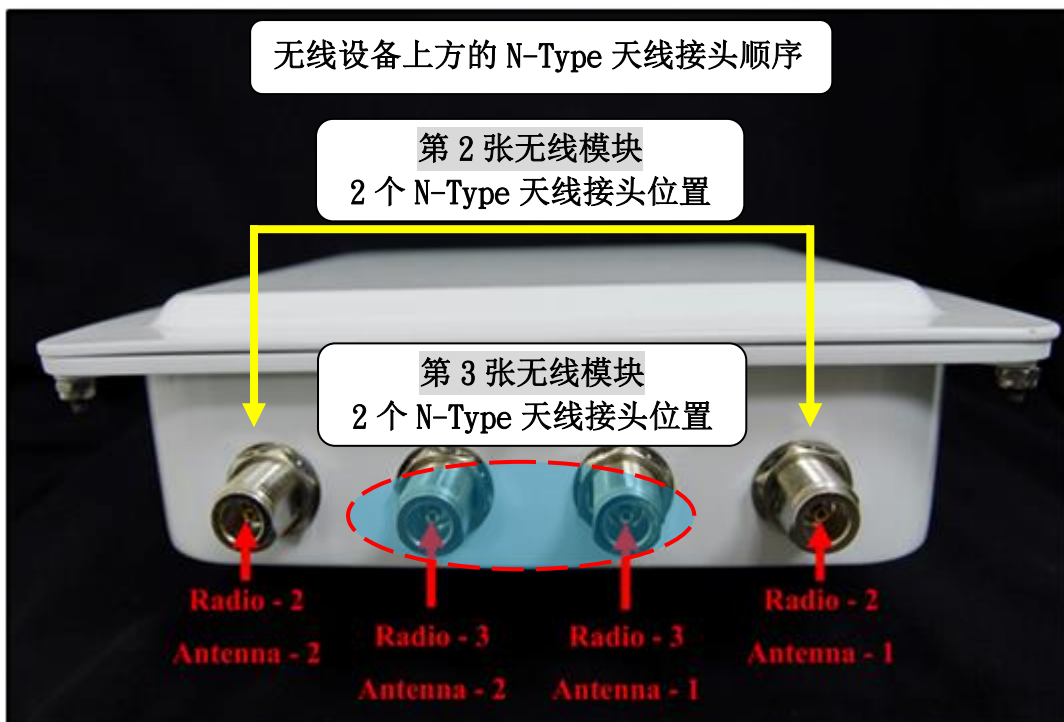 无线设备上方的 N-Type 天线接头顺序
第 2 张无线模块
2 个 N-Type 天线接头位置
第 3 张无线模块
2 个 N-Type 天线接头位置
Radio - 2
Antenna - 2
Radio - 3
Antenna - 2
Radio - 3
Antenna - 1
Radio - 2
Antenna - 1